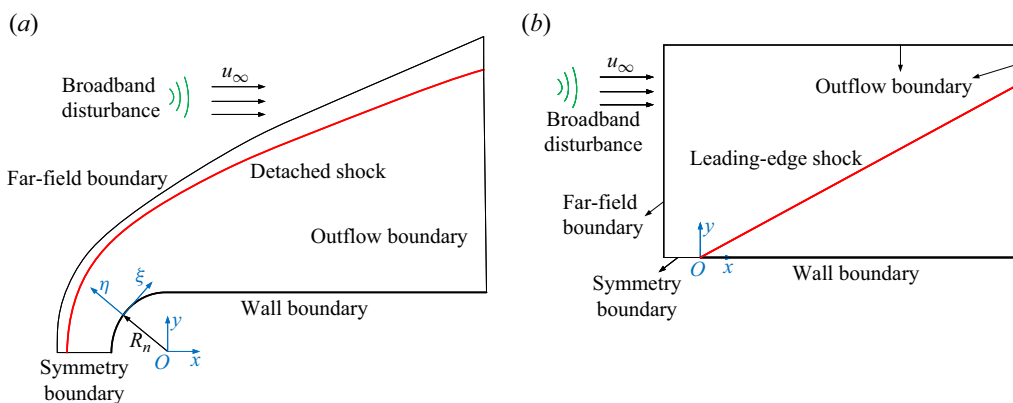 (a)
Broadband
disturbance
u∞
Far-field boundary
Detached shock
Outflow boundary
η
ξ
Wall boundary
R_n
y
O
x
Symmetry
boundary
(b)
u∞
Broadband
disturbance
Outflow boundary
Leading-edge shock
Far-field
boundary
y
O
x
Symmetry
boundary
Wall boundary